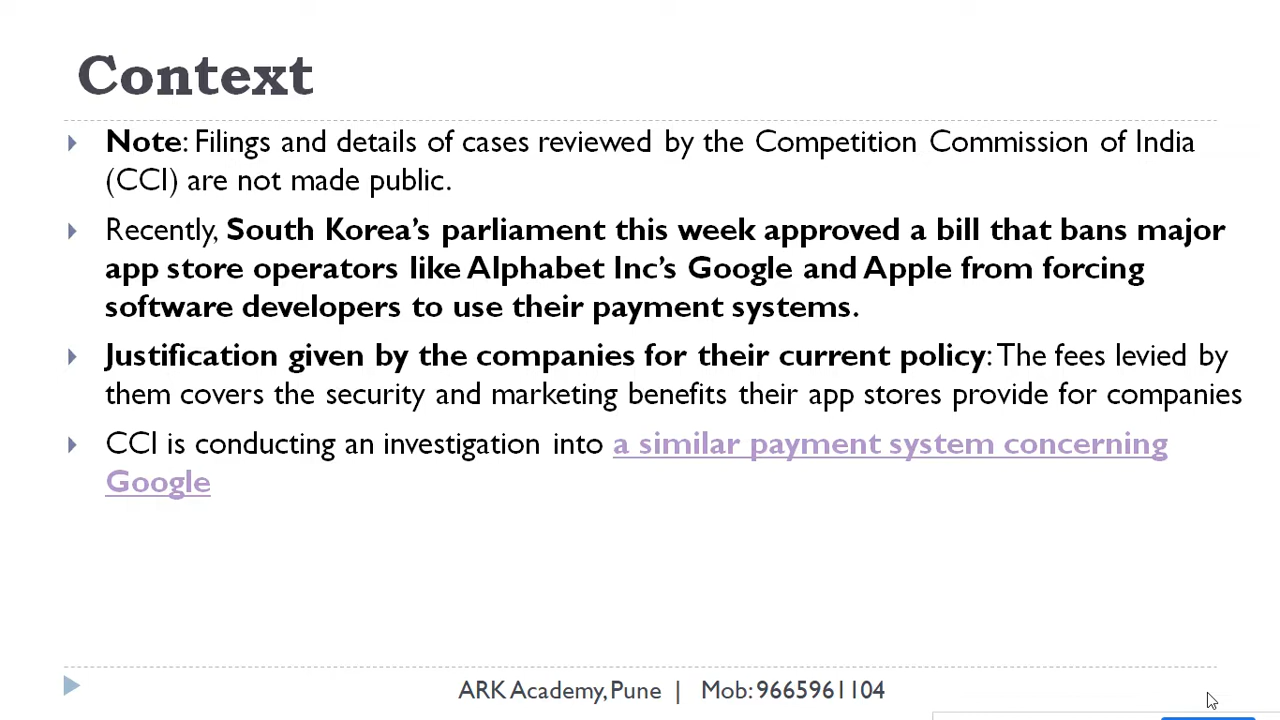 Context
Note: Filings and details of cases reviewed by the Competition Commission of India
(CCI) are not made public.
Recently, South Korea's parliament this week approved a bill that bans major
app store operators like Alphabet Inc's Google and Apple from forcing
software developers to use their payment systems.
Justification given by the companies for their current policy: The fees levied by
them covers the security and marketing benefits their app stores provide for companies
CCI is conducting an investigation into a similar payment system concerning
Google
ARK Academy, Pune | Mob: 9665961104